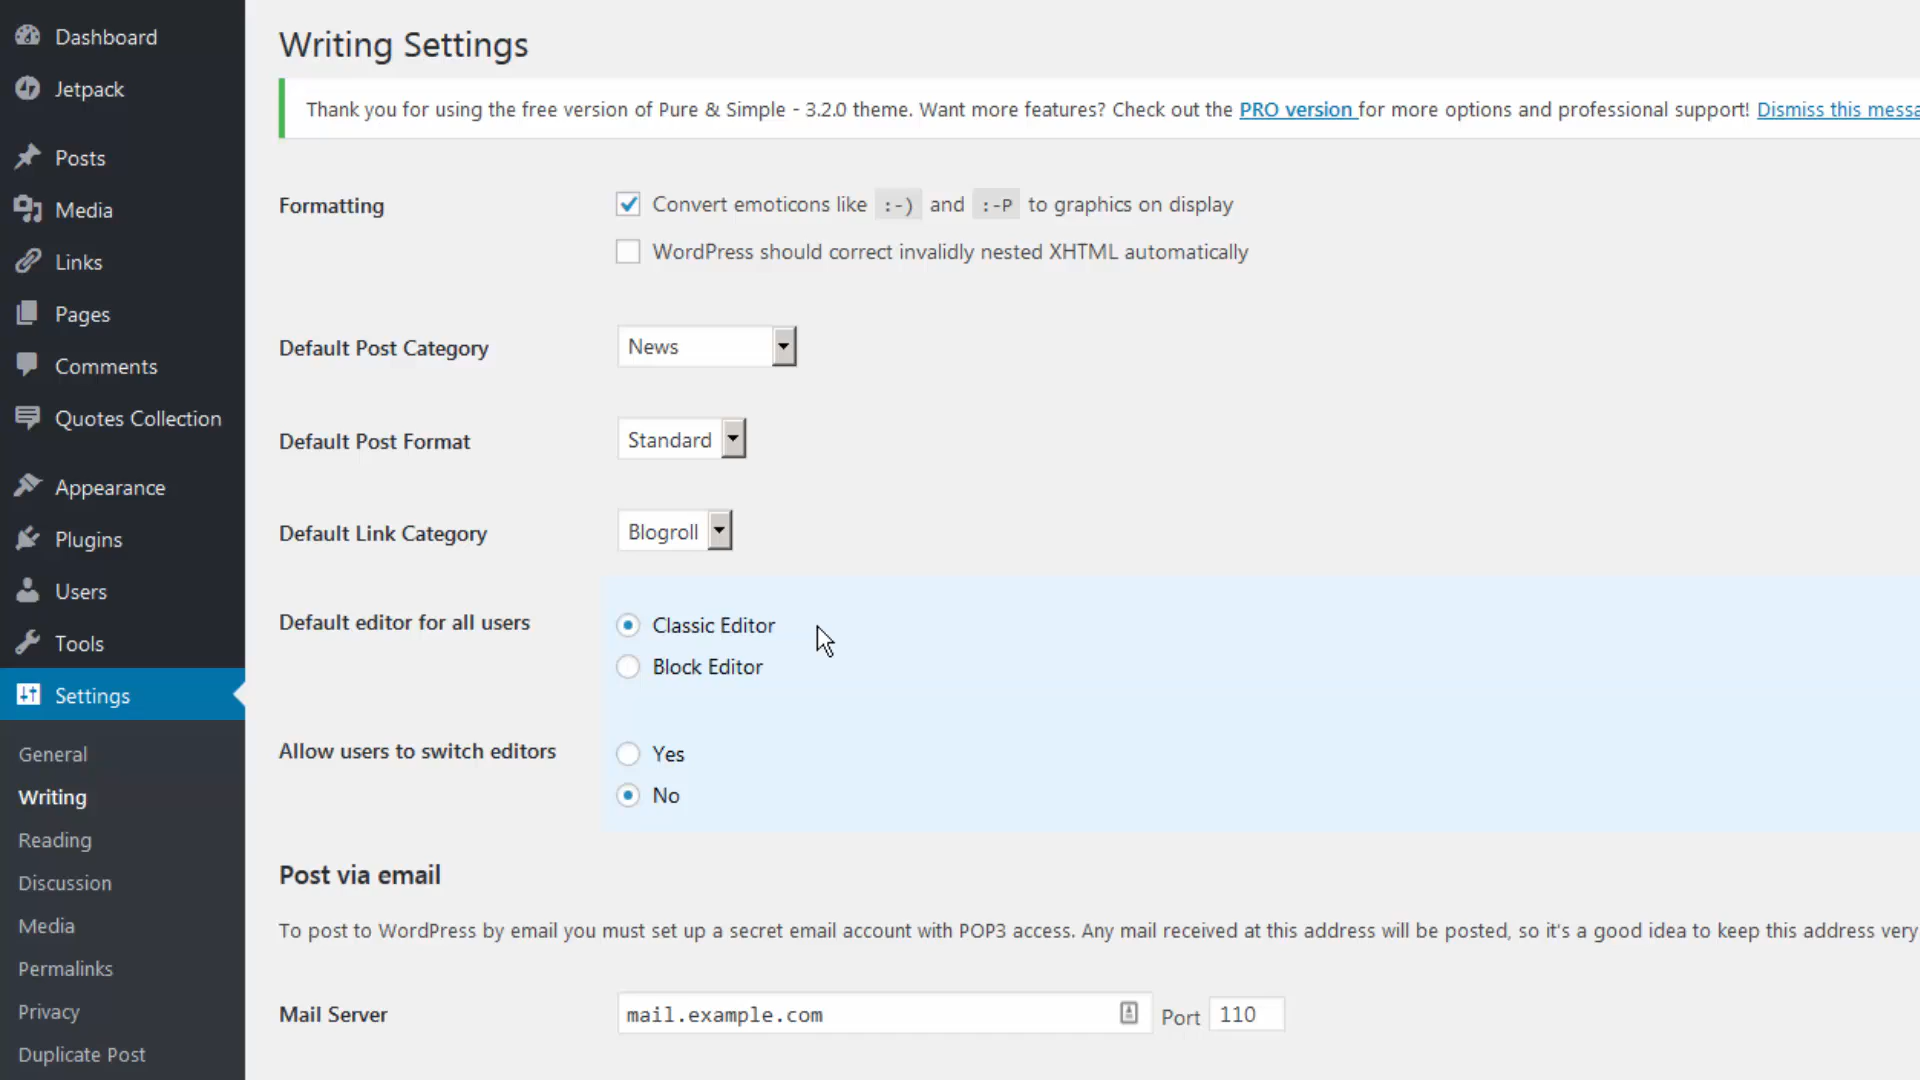 Dashboard
Jetpack
Posts
Media
Links
Pages
Comments
Quotes Collection
Appearance
Plugins
Users
Tools
Settings
General
Writing
Reading
Discussion
Media
Permalinks
Privacy
Duplicate Post
Writing Settings
Thank you for using the free version of Pure & Simple - 3.2.0 theme. Want more features? Check out the PRO version for more options and professional support! Dismiss this messa
Formatting
Convert emoticons like :-) and :-P to graphics on display
WordPress should correct invalidly nested XHTML automatically
Default Post Category News
Default Post Format Standard
Default Link Category Blogroll
Default editor for all users
Classic Editor
Block Editor
Allow users to switch editors
Yes
No
Post via email
To post to WordPress by email you must set up a secret email account with POP3 access. Any mail received at this address will be posted, so it's a good idea to keep this address very
Mail Server mail.example.com Port 110